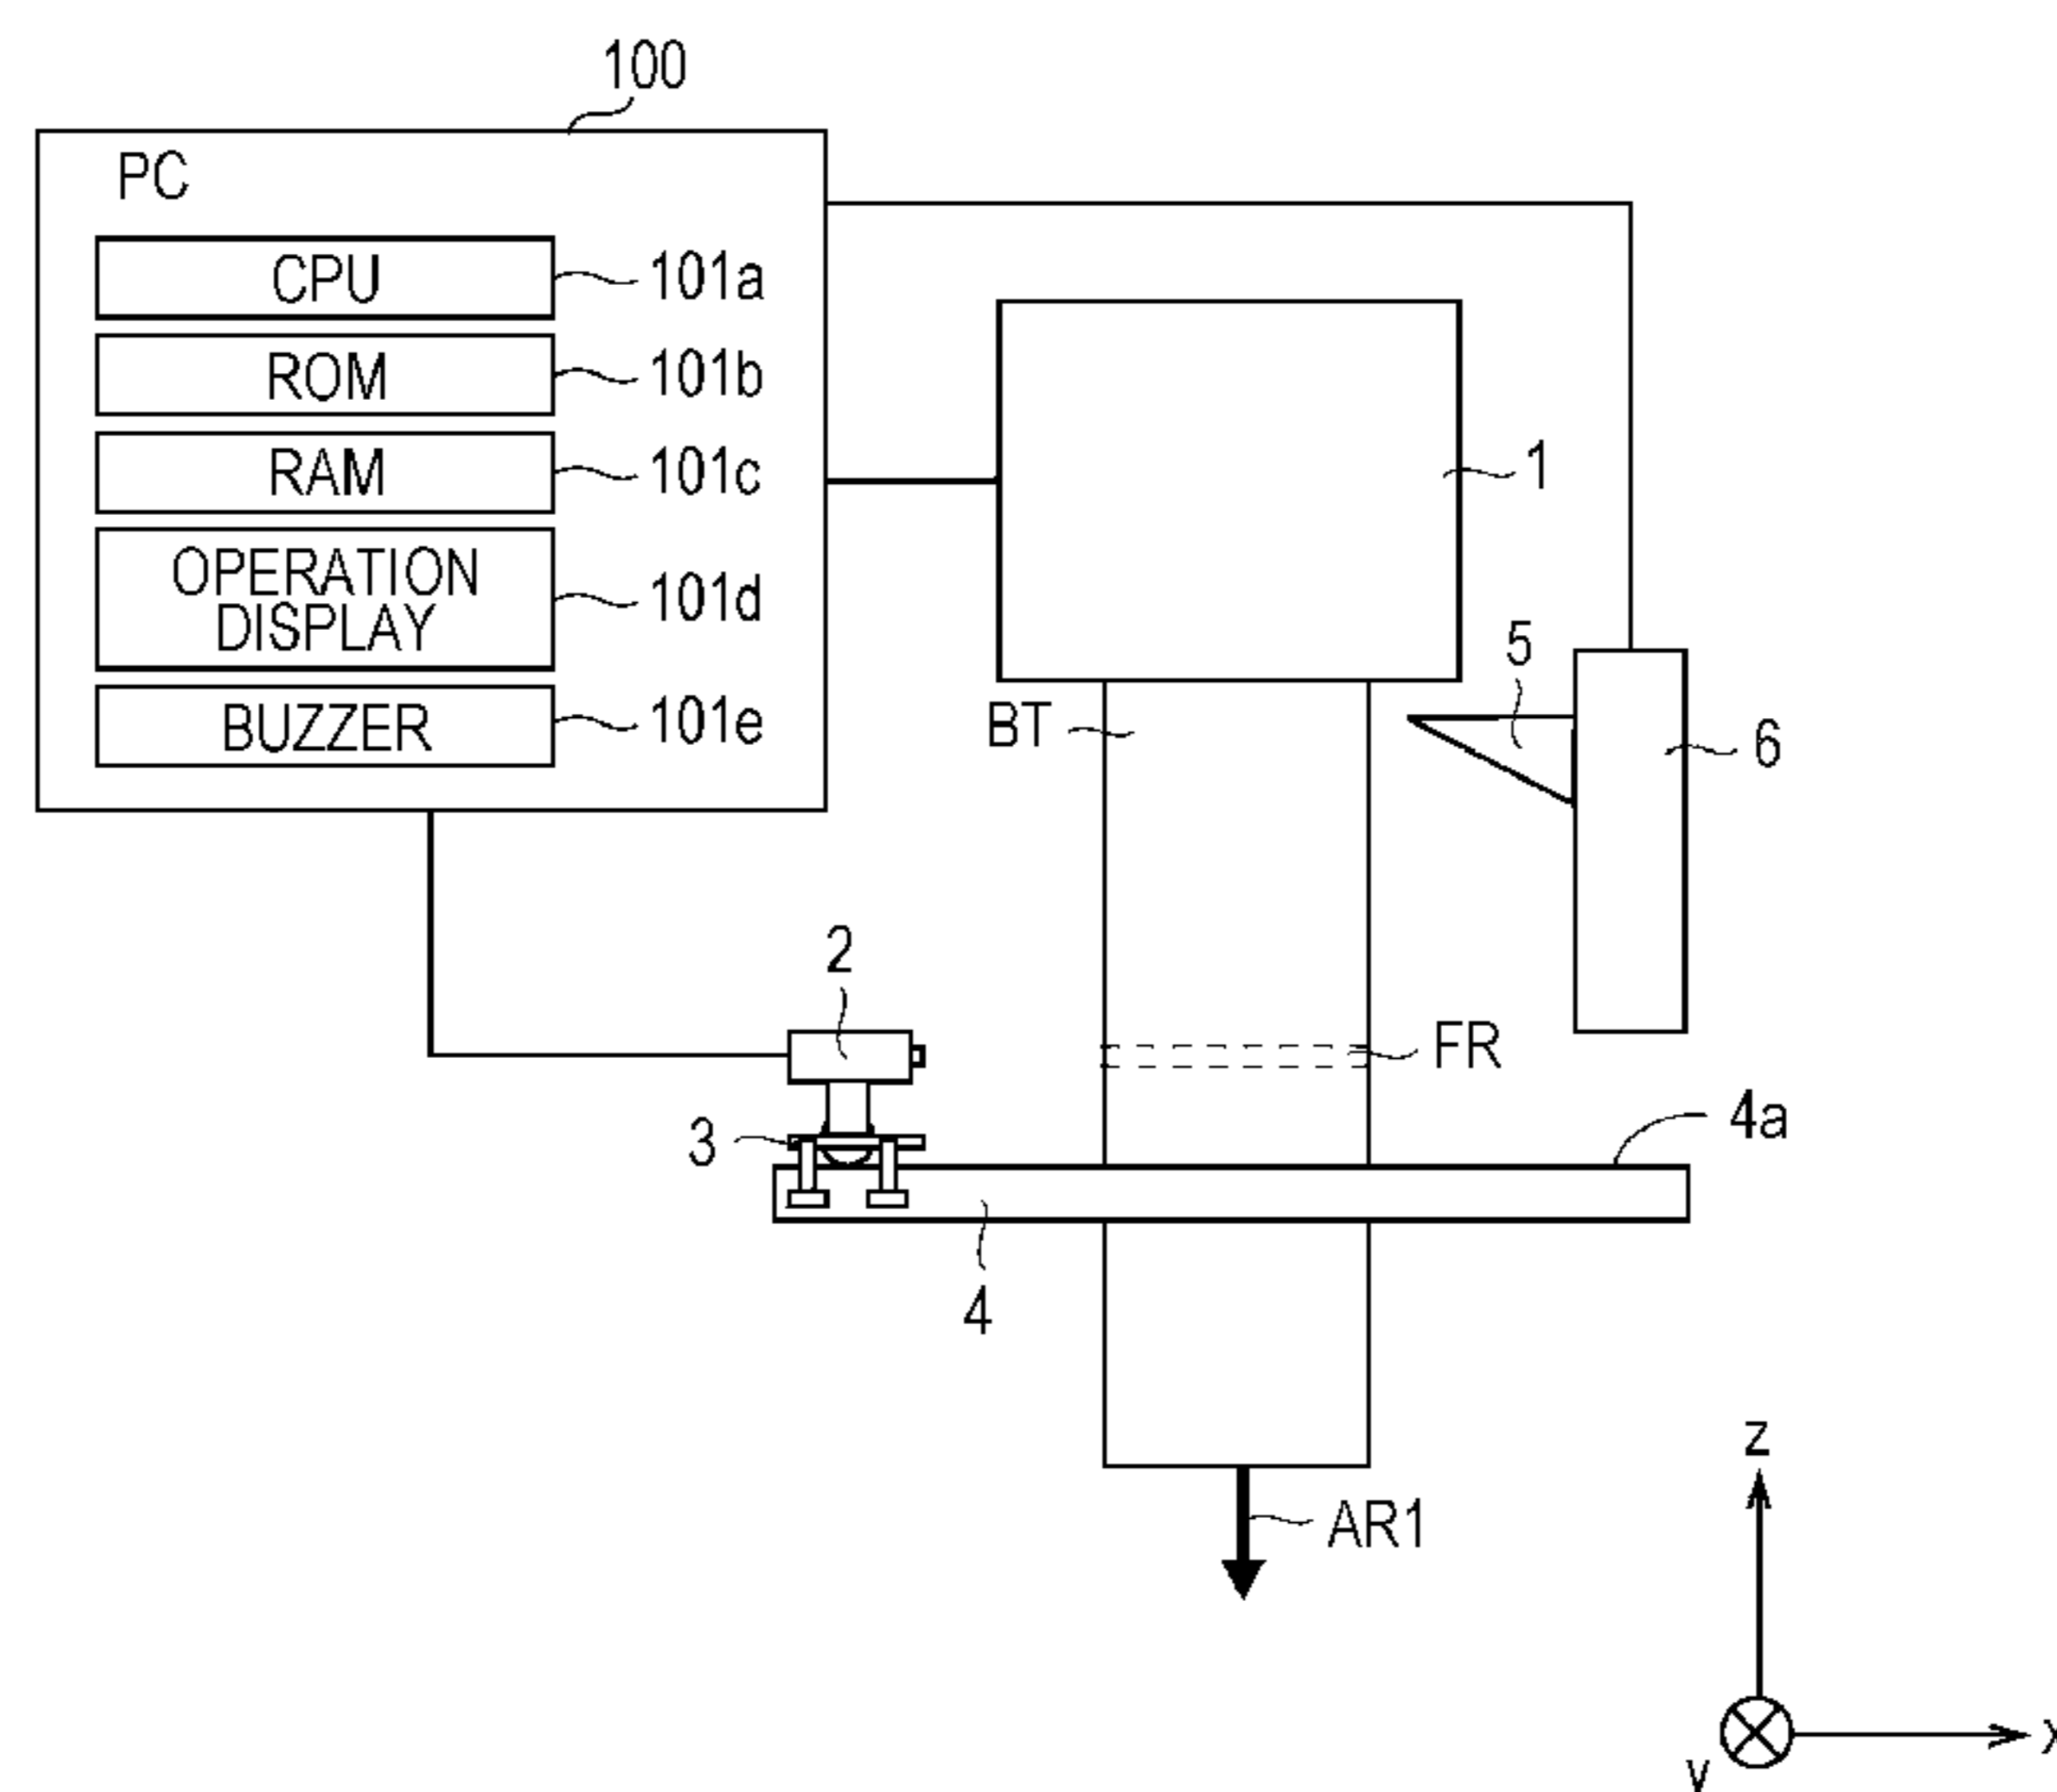 100
PC
CPU
101a
ROM
101b
RAM
101c
OPERATION
DISPLAY
101d
BUZZER
101e
1
5
BT
6
2
FR
3
4a
4
AR1
z
x
y